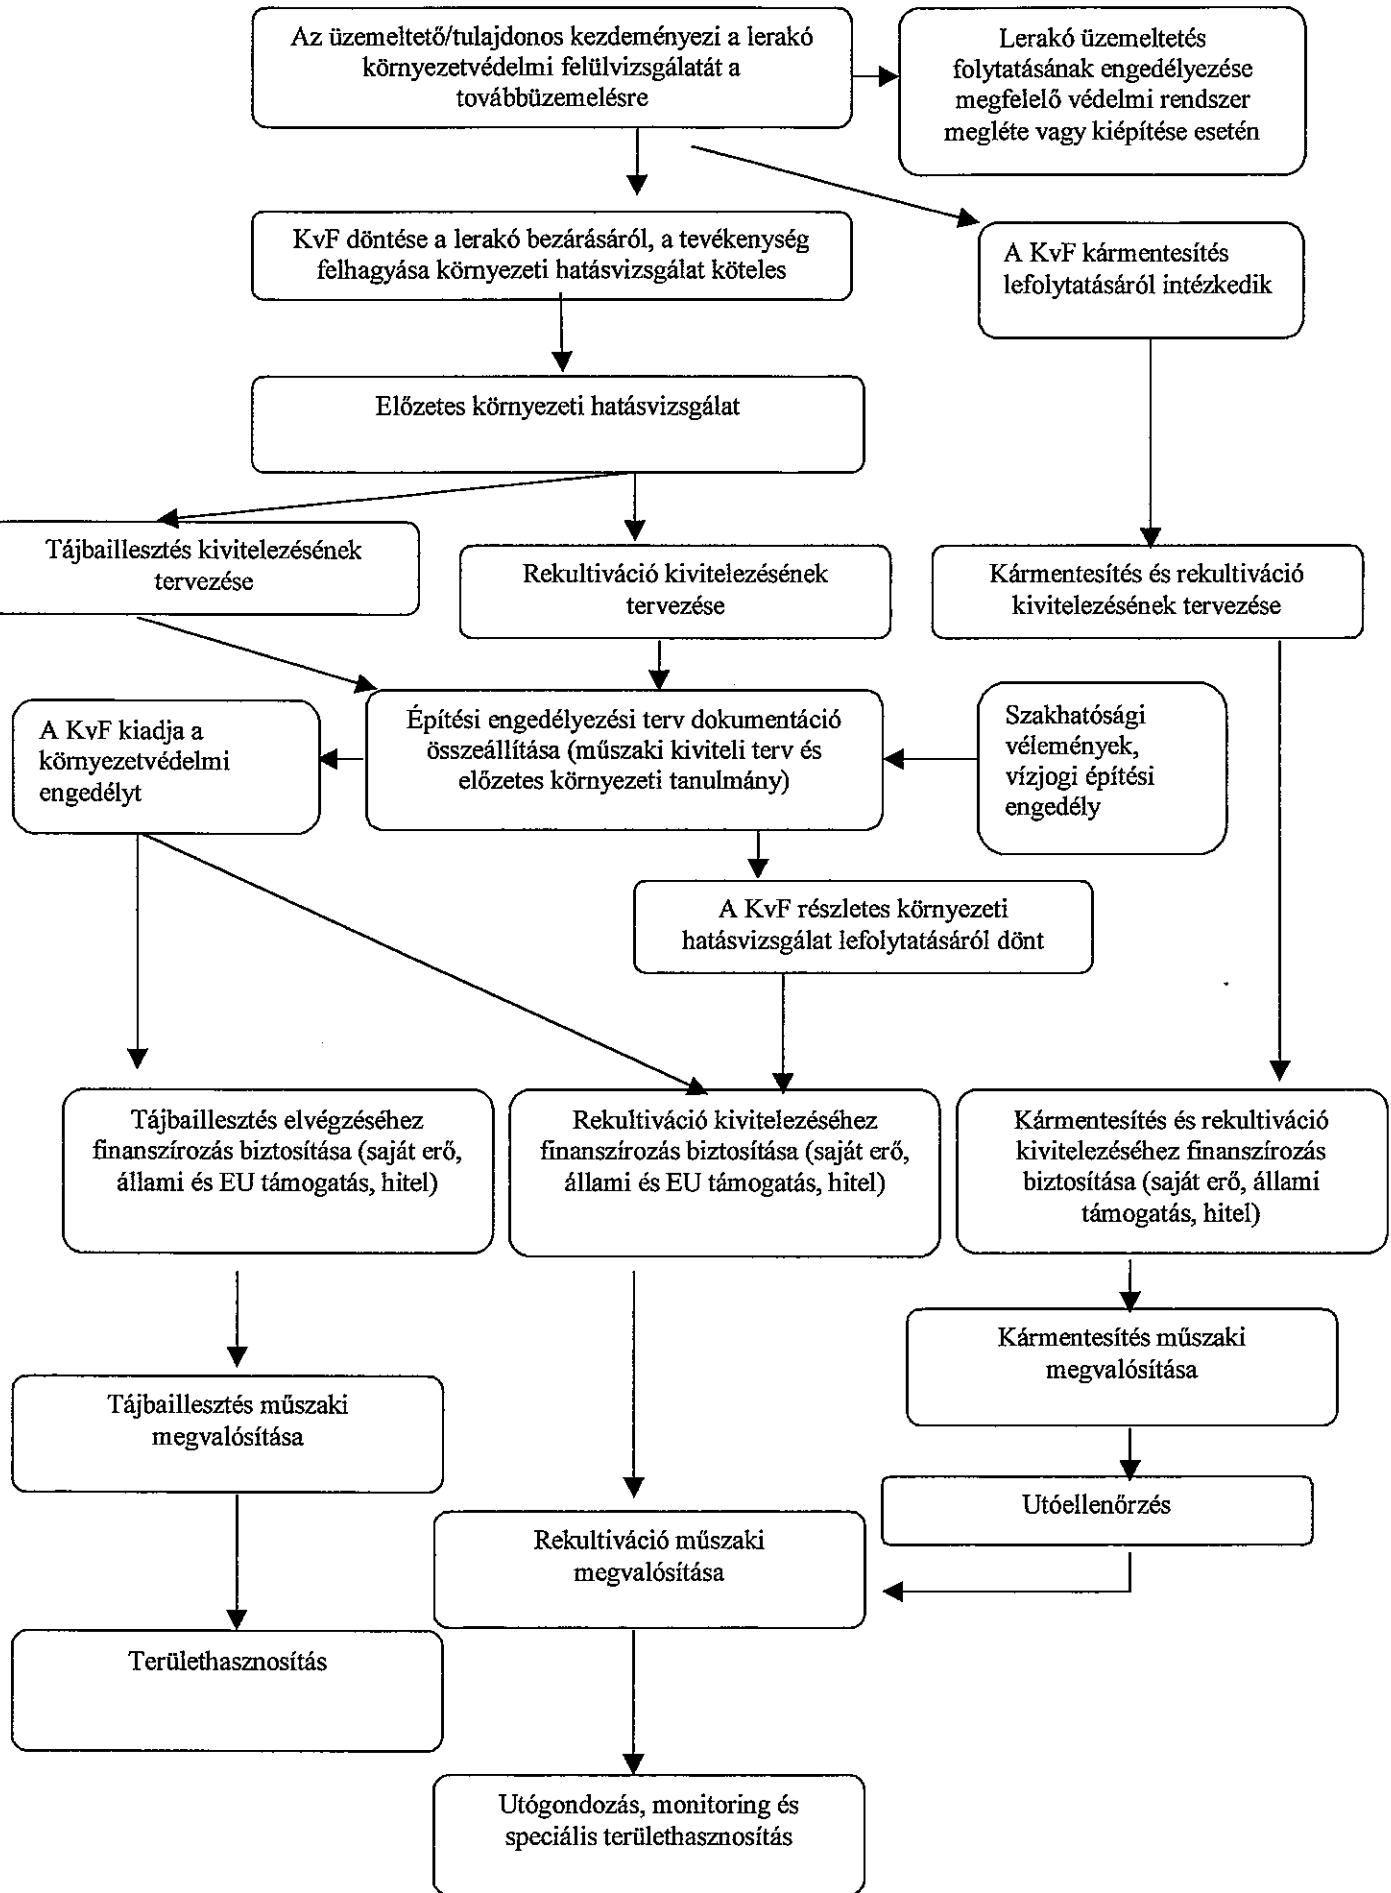 Az üzemeltető/tulajdonos kezdeményezi a lerakó
környezetvédelmi felülvizsgálatát a
továbbüzemelésre
Lerakó üzemeltetés
folytatásának engedélyezése
megfelelő védelmi rendszer
megléte vagy kiépítése esetén
KvF döntése a lerakó bezárásáról, a tevékenység
felhagyása környezeti hatásvizsgálat köteles
A KvF kármentesítés
lefolytatásáról intézkedik
Előzetes környezeti hatásvizsgálat
Tájbaillesztés kivitelezésének
tervezése
Rekultiváció kivitelezésének
tervezése
Kármentesítés és rekultiváció
kivitelezésének tervezése
A KvF kiadja a
környezetvédelmi
engedélyt
Építési engedélyezési terv dokumentáció
összeállítása (műszaki kiviteli terv és
előzetes környezeti tanulmány)
Szakhatósági
vélemények,
vízjogi építési
engedély
A KvF részletes környezeti
hatásvizsgálat lefolytatásáról dönt
Tájbaillesztés elvégzéséhez
finanszírozás biztosítása (saját erő,
állami és EU támogatás, hitel)
Rekultiváció kivitelezéséhez
finanszírozás biztosítása (saját erő,
állami és EU támogatás, hitel)
Kármentesítés és rekultiváció
kivitelezéséhez finanszírozás
biztosítása (saját erő, állami
támogatás, hitel)
Kármentesítés műszaki
megvalósítása
Tájbaillesztés műszaki
megvalósítása
Utóellenőrzés
Rekultiváció műszaki
megvalósítása
Területhasznosítás
Utógondozás, monitoring és
speciális területhasznosítás